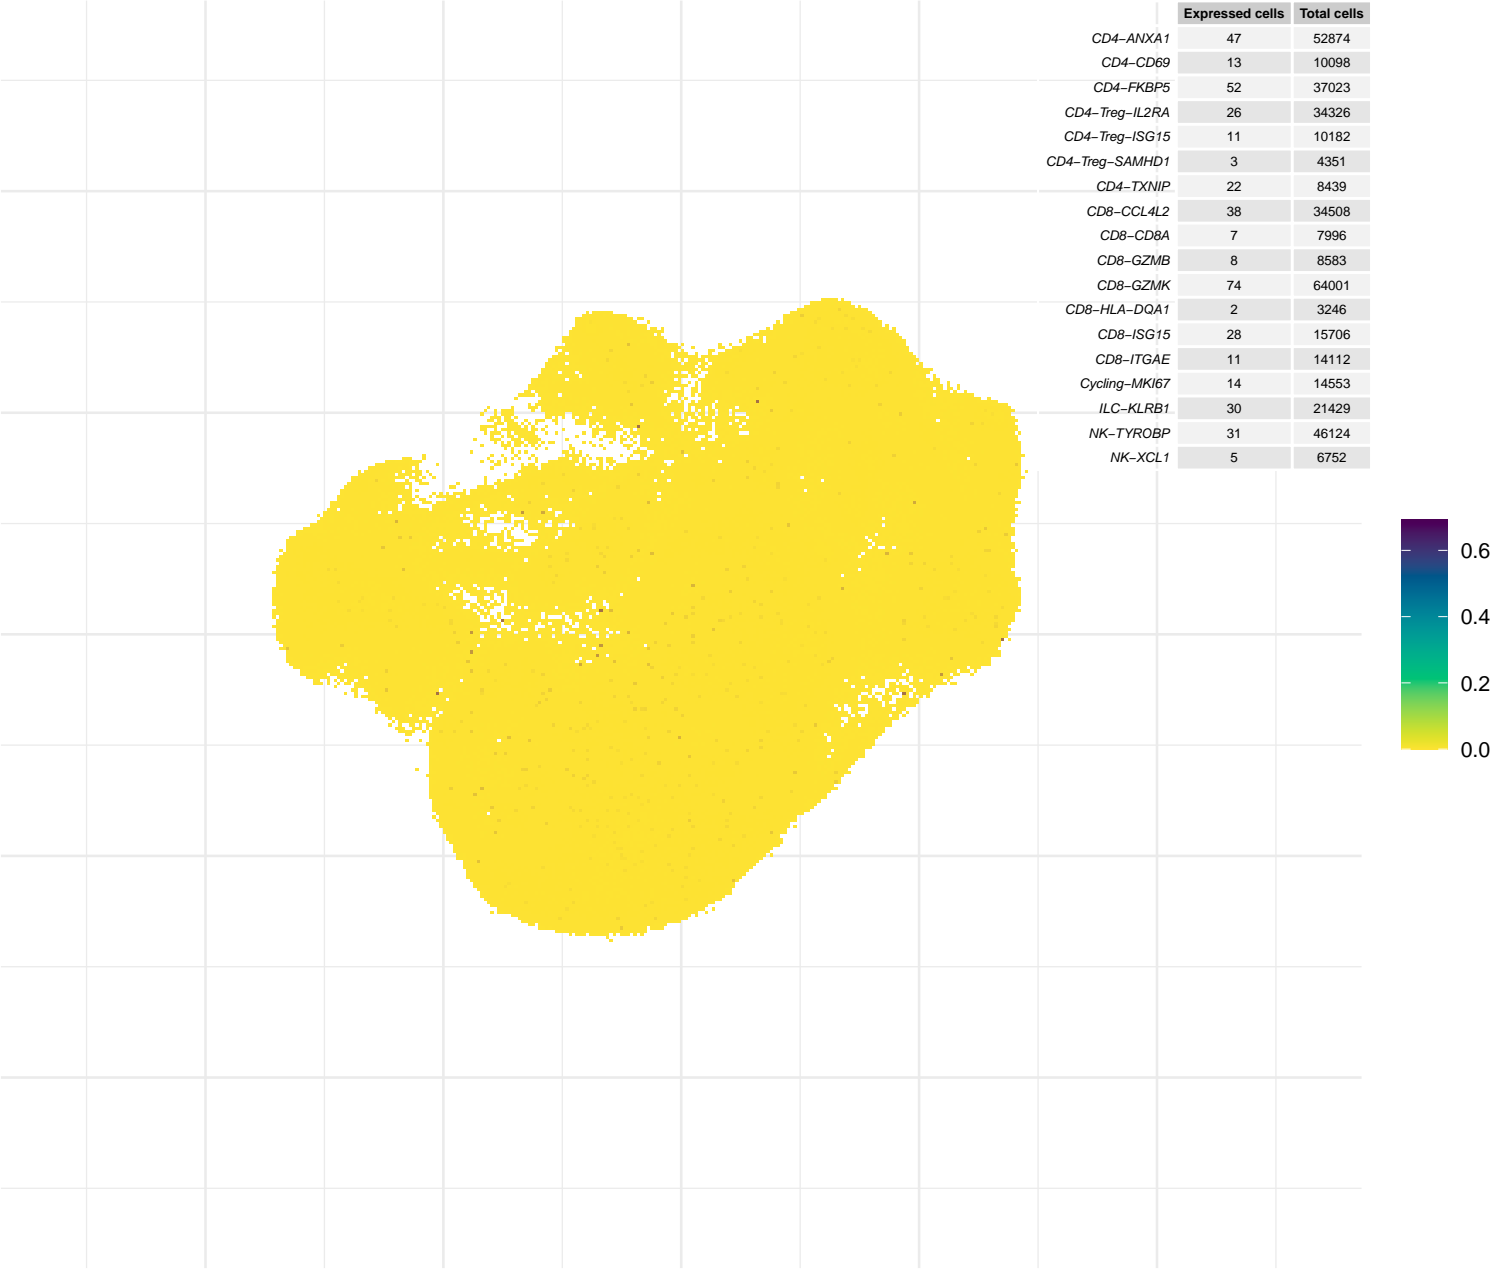 Expressed cells Total cells
CD4−ANXA1 47 52874
CD4−CD69 13 10098
CD4−FKBP5 52 37023
CD4−Treg−IL2RA 26 34326
CD4−Treg−ISG15 11 10182
CD4−Treg−SAMHD1 3 4351
CD4−TXNIP 22 8439
CD8−CCL4L2 38 34508
CD8−CD8A 7 7996
CD8−GZMB 8 8583
CD8−GZMK 74 64001
CD8−HLA−DQA1 2 3246
CD8−ISG15 28 15706
CD8−ITGAE 11 14112
Cycling−MKI67 14 14553
ILC−KLRB1 30 21429
NK−TYROBP 31 46124
NK−XCL1 5 6752
0.6
0.4
0.2
0.0